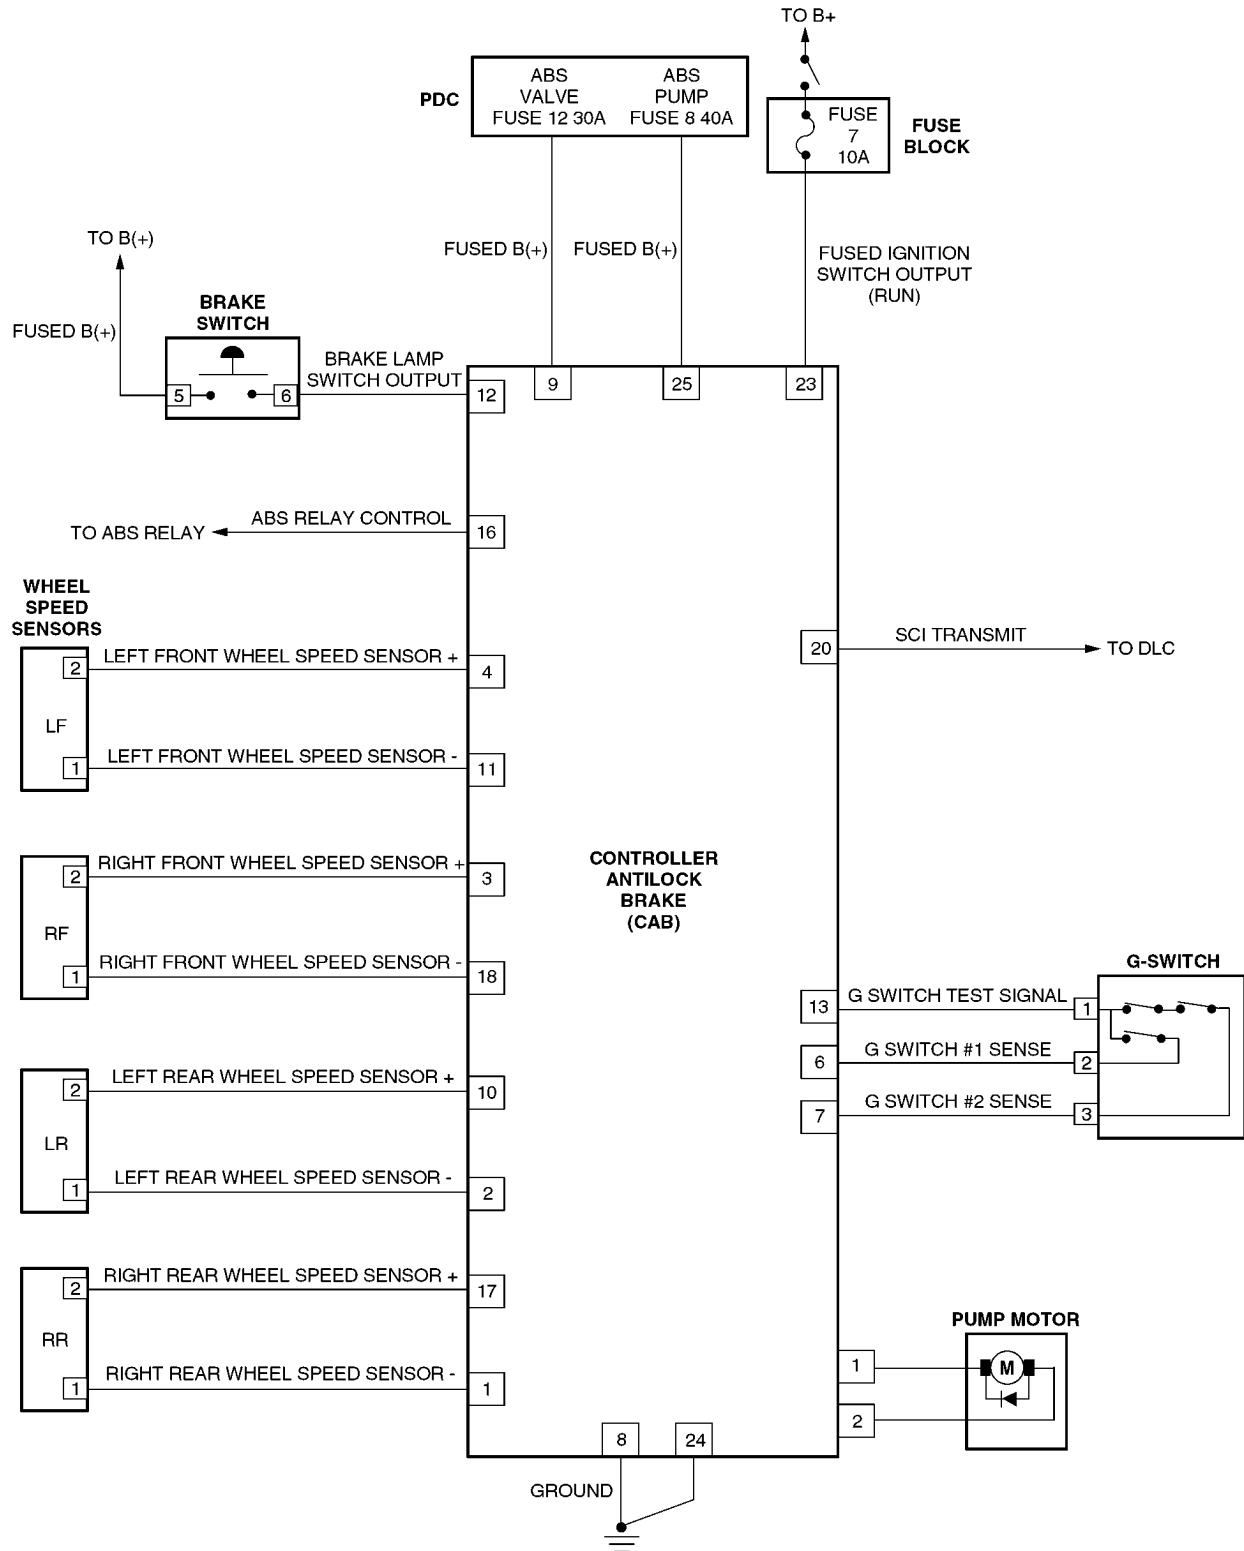 TO B+
PDC
ABS
VALVE
FUSE 12 30A
ABS
PUMP
FUSE 8 40A
FUSE
7
10A
FUSE
BLOCK
TO B(+)
FUSED B(+)
FUSED B(+)
FUSED IGNITION
SWITCH OUTPUT
(RUN)
BRAKE
SWITCH
FUSED B(+)
5
6
BRAKE LAMP
SWITCH OUTPUT
12
9
25
23
TO ABS RELAY
ABS RELAY CONTROL
16
WHEEL
SPEED
SENSORS
LF
2
LEFT FRONT WHEEL SPEED SENSOR +
4
1
LEFT FRONT WHEEL SPEED SENSOR -
11
20
SCI TRANSMIT
TO DLC
RF
2
RIGHT FRONT WHEEL SPEED SENSOR +
3
1
RIGHT FRONT WHEEL SPEED SENSOR -
18
CONTROLLER
ANTILOCK
BRAKE
(CAB)
G-SWITCH
13
G SWITCH TEST SIGNAL
1
6
G SWITCH #1 SENSE
2
7
G SWITCH #2 SENSE
3
LR
2
LEFT REAR WHEEL SPEED SENSOR +
10
1
LEFT REAR WHEEL SPEED SENSOR -
2
RR
2
RIGHT REAR WHEEL SPEED SENSOR +
17
1
RIGHT REAR WHEEL SPEED SENSOR -
1
PUMP MOTOR
1
M
2
8
24
GROUND